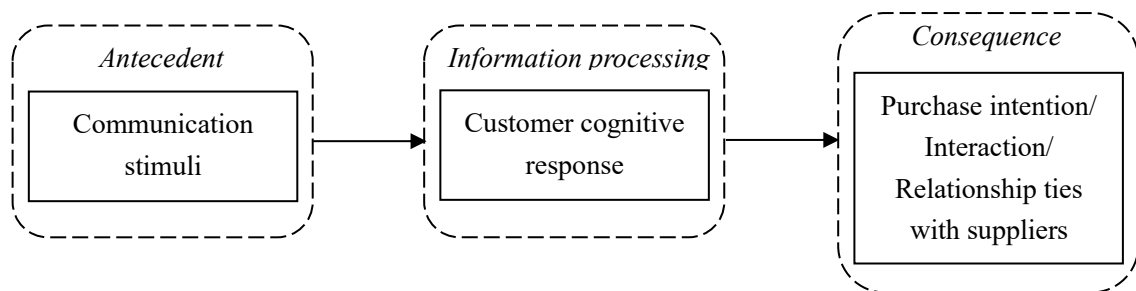 Antecedent
Communication
stimuli
Information processing
Customer cognitive
response
Consequence
Purchase intention/
Interaction/
Relationship ties
with suppliers